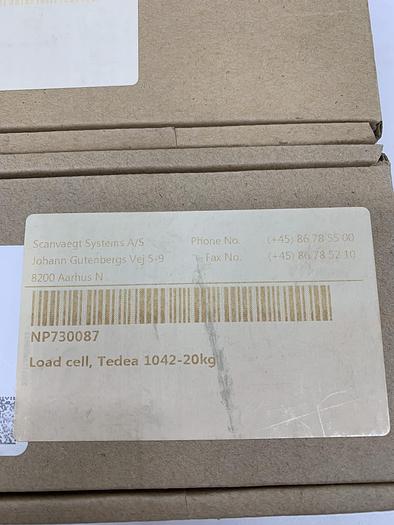 Scanvaegt Systems A/S Phone No. (+45) 86 78 55 00
Johann Gutenbergs Vej 5-9 Fax No. (+45) 86 78 52 10
8200 Aarhus N
NP730087
Load cell, Tedea 1042-20kg